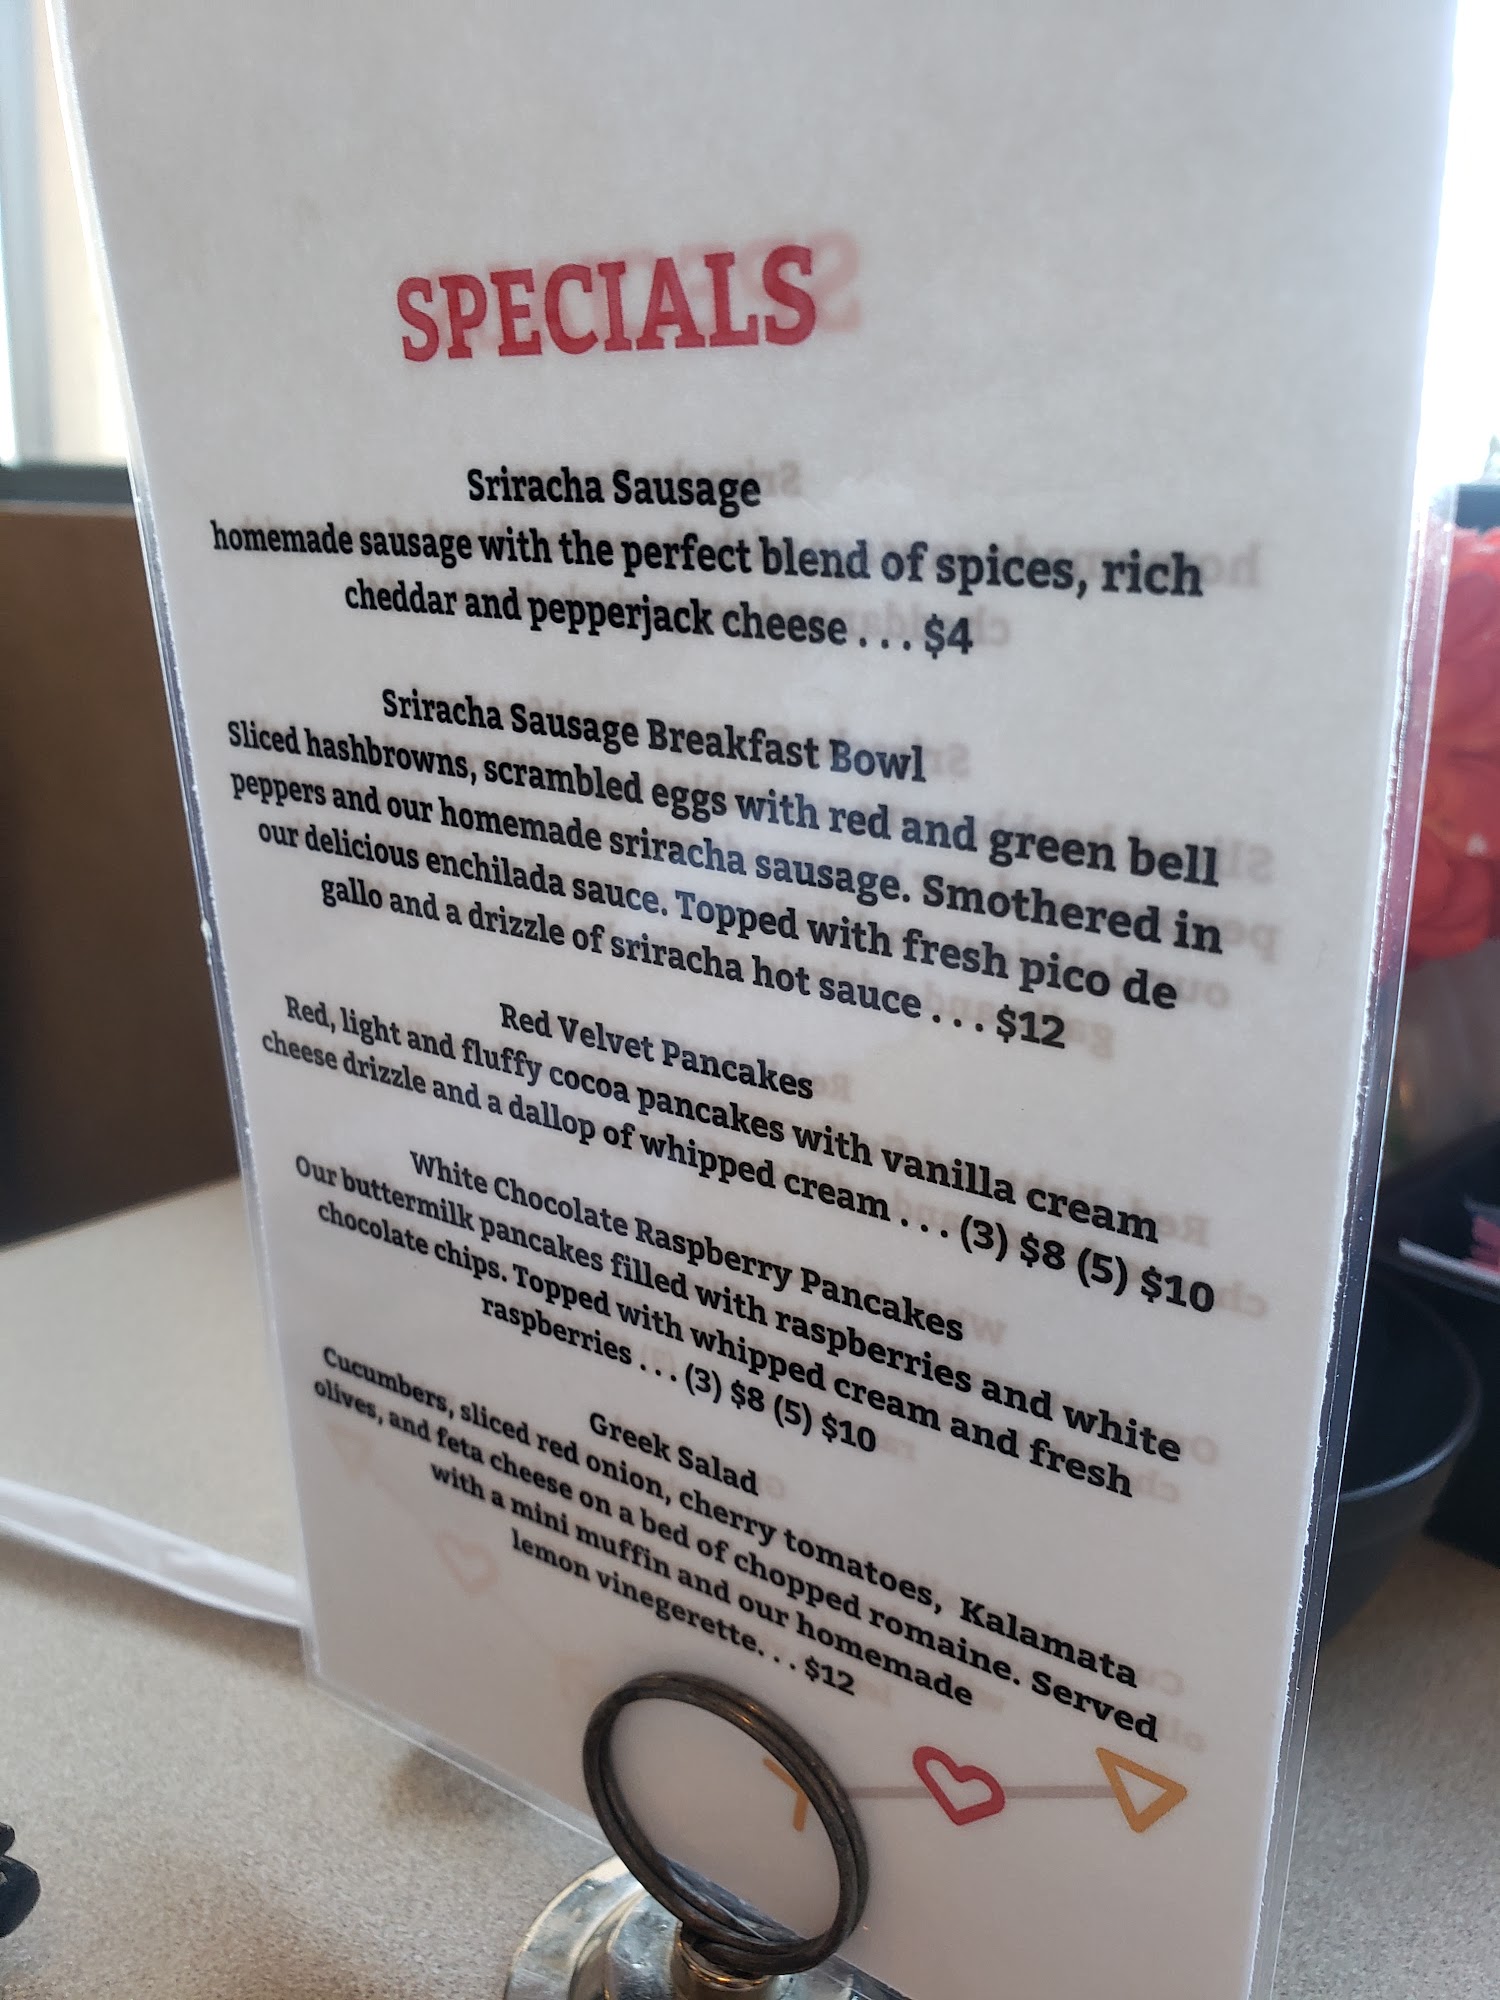 SPECIALS
Sriracha Sausage
homemade sausage with the perfect blend of spices, rich
cheddar and pepperjack cheese . . . $4
Sriracha Sausage Breakfast Bowl
Sliced hashbrowns, scrambled eggs with red and green bell
peppers and our homemade sriracha sausage. Smothered in
our delicious enchilada sauce. Topped with fresh pico de
gallo and a drizzle of sriracha hot sauce . . . $12
Red Velvet Pancakes
Red, light and fluffy cocoa pancakes with vanilla cream
cheese drizzle and a dallop of whipped cream . . . (3) $8 (5) $10
White Chocolate Raspberry Pancakes
Our buttermilk pancakes filled with raspberries and white
chocolate chips. Topped with whipped cream and fresh
raspberries . . . (3) $8 (5) $10
Greek Salad
Cucumbers, sliced red onion, cherry tomatoes, Kalamata
olives, and feta cheese on a bed of chopped romaine. Served
with a mini muffin and our homemade
lemon vinegerette. . . $12